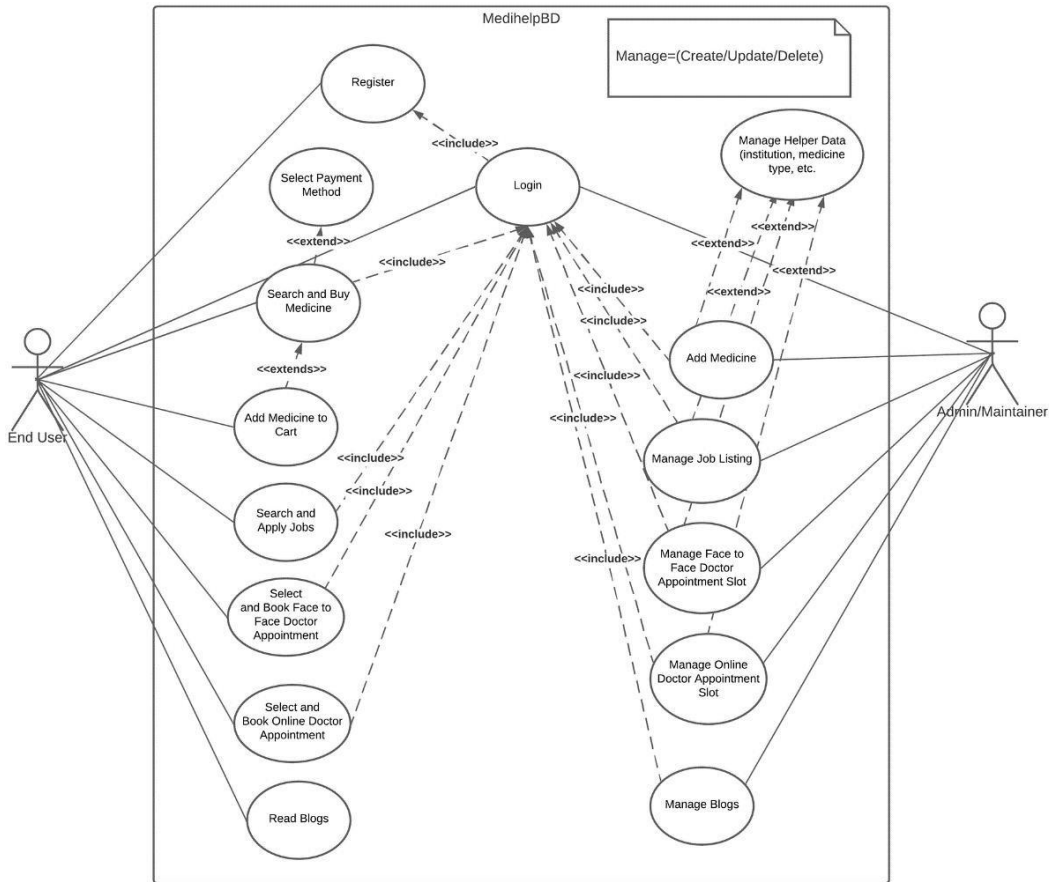 MedihelpBD
Manage=(Create/Update/Delete)
Register
<<include>>
Manage Helper Data
(institution, medicine
type, etc.
Select Payment
Method
Login
<<extend>>
<<include>>
<<extend>>
<<extend>>
<<extend>>
Search and Buy
Medicine
<<include>>
<<include>>
Add Medicine
<<extends>>
<<include>>
Add Medicine to
Cart
<<include>>
End User
Admin/Maintainer
<<include>>
Manage Job Listing
<<include>>
Search and
Apply Jobs
<<include>>
<<include>>
Manage Face to
Face Doctor
Appointment Slot
Select
and Book Face to
Face Doctor
Appointment
Manage Online
Doctor Appointment
Slot
Select and
Book Online Doctor
Appointment
Read Blogs
Manage Blogs